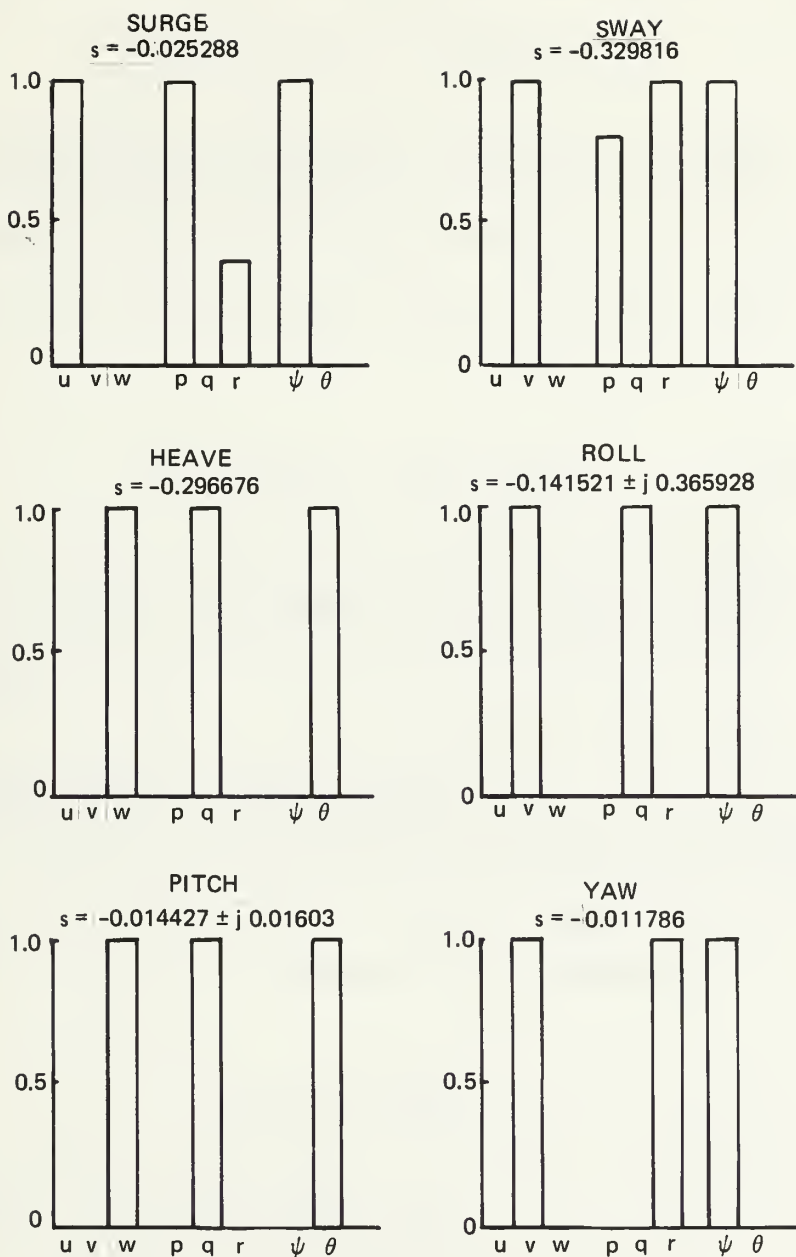 SURGE
s = -0.025288
1.0
0.5
0
u v w p q r ψ θ
SWAY
s = -0.329816
1.0
0.5
0
u v w p q r ψ θ
HEAVE
s = -0.296676
1.0
0.5
0
u v w p q r ψ θ
ROLL
s = -0.141521 ± j 0.365928
1.0
0.5
0
u v w p q r ψ θ
PITCH
s = -0.014427 ± j 0.01603
1.0
0.5
0
u v w p q r ψ θ
YAW
s = -0.011786
1.0
0.5
0
u v w p q r ψ θ